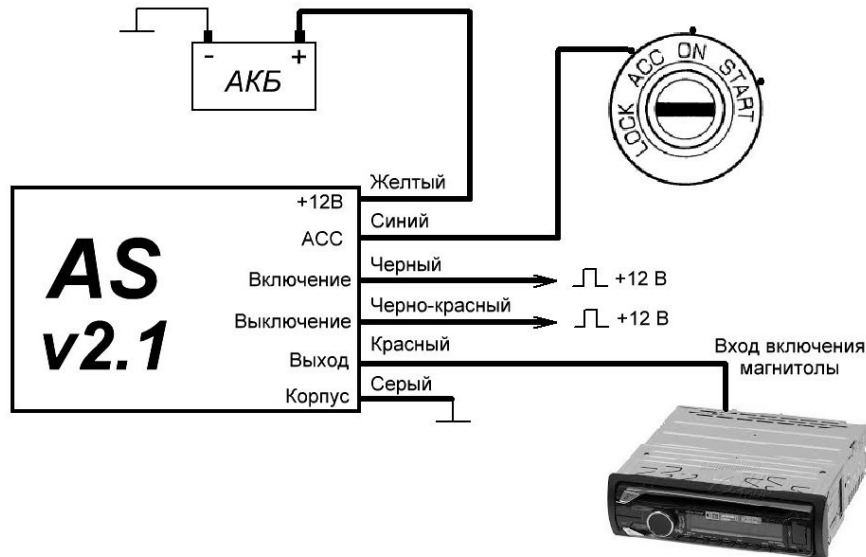 - +
АКБ
LOCK ACC ON START
Желтый
+12В
Синий
ACC
Черный
Включение
+12 В
Черно-красный
Выключение
+12 В
Красный
Выход
Серый
Корпус
AS
v2.1
Вход включения
магнитолы